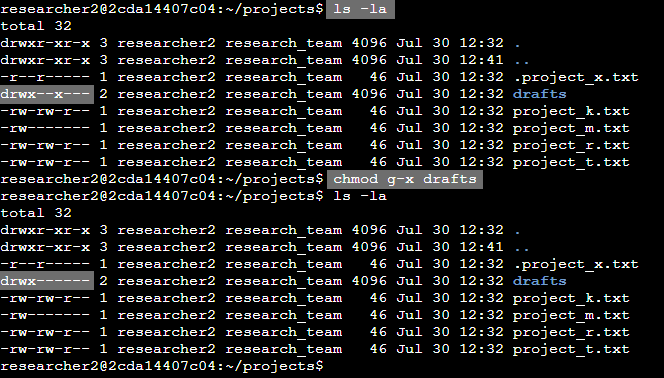 researcher2@2cda14407c04:~/projects$ ls -la
total 32
drwxr-xr-x 3 researcher2 research_team 4096 Jul 30 12:32 .
drwxr-xr-x 3 researcher2 research_team 4096 Jul 30 12:41 ..
-r--r----- 1 researcher2 research_team   46 Jul 30 12:32 .project_x.txt
drwx--x--- 2 researcher2 research_team 4096 Jul 30 12:32 drafts
-rw-rw-r-- 1 researcher2 research_team   46 Jul 30 12:32 project_k.txt
-rw------- 1 researcher2 research_team   46 Jul 30 12:32 project_m.txt
-rw-rw-r-- 1 researcher2 research_team   46 Jul 30 12:32 project_r.txt
-rw-rw-r-- 1 researcher2 research_team   46 Jul 30 12:32 project_t.txt
researcher2@2cda14407c04:~/projects$ chmod g-x drafts
researcher2@2cda14407c04:~/projects$ ls -la
total 32
drwxr-xr-x 3 researcher2 research_team 4096 Jul 30 12:32 .
drwxr-xr-x 3 researcher2 research_team 4096 Jul 30 12:41 ..
-r--r----- 1 researcher2 research_team   46 Jul 30 12:32 .project_x.txt
drwx------ 2 researcher2 research_team 4096 Jul 30 12:32 drafts
-rw-rw-r-- 1 researcher2 research_team   46 Jul 30 12:32 project_k.txt
-rw------- 1 researcher2 research_team   46 Jul 30 12:32 project_m.txt
-rw-rw-r-- 1 researcher2 research_team   46 Jul 30 12:32 project_r.txt
-rw-rw-r-- 1 researcher2 research_team   46 Jul 30 12:32 project_t.txt
researcher2@2cda14407c04:~/projects$